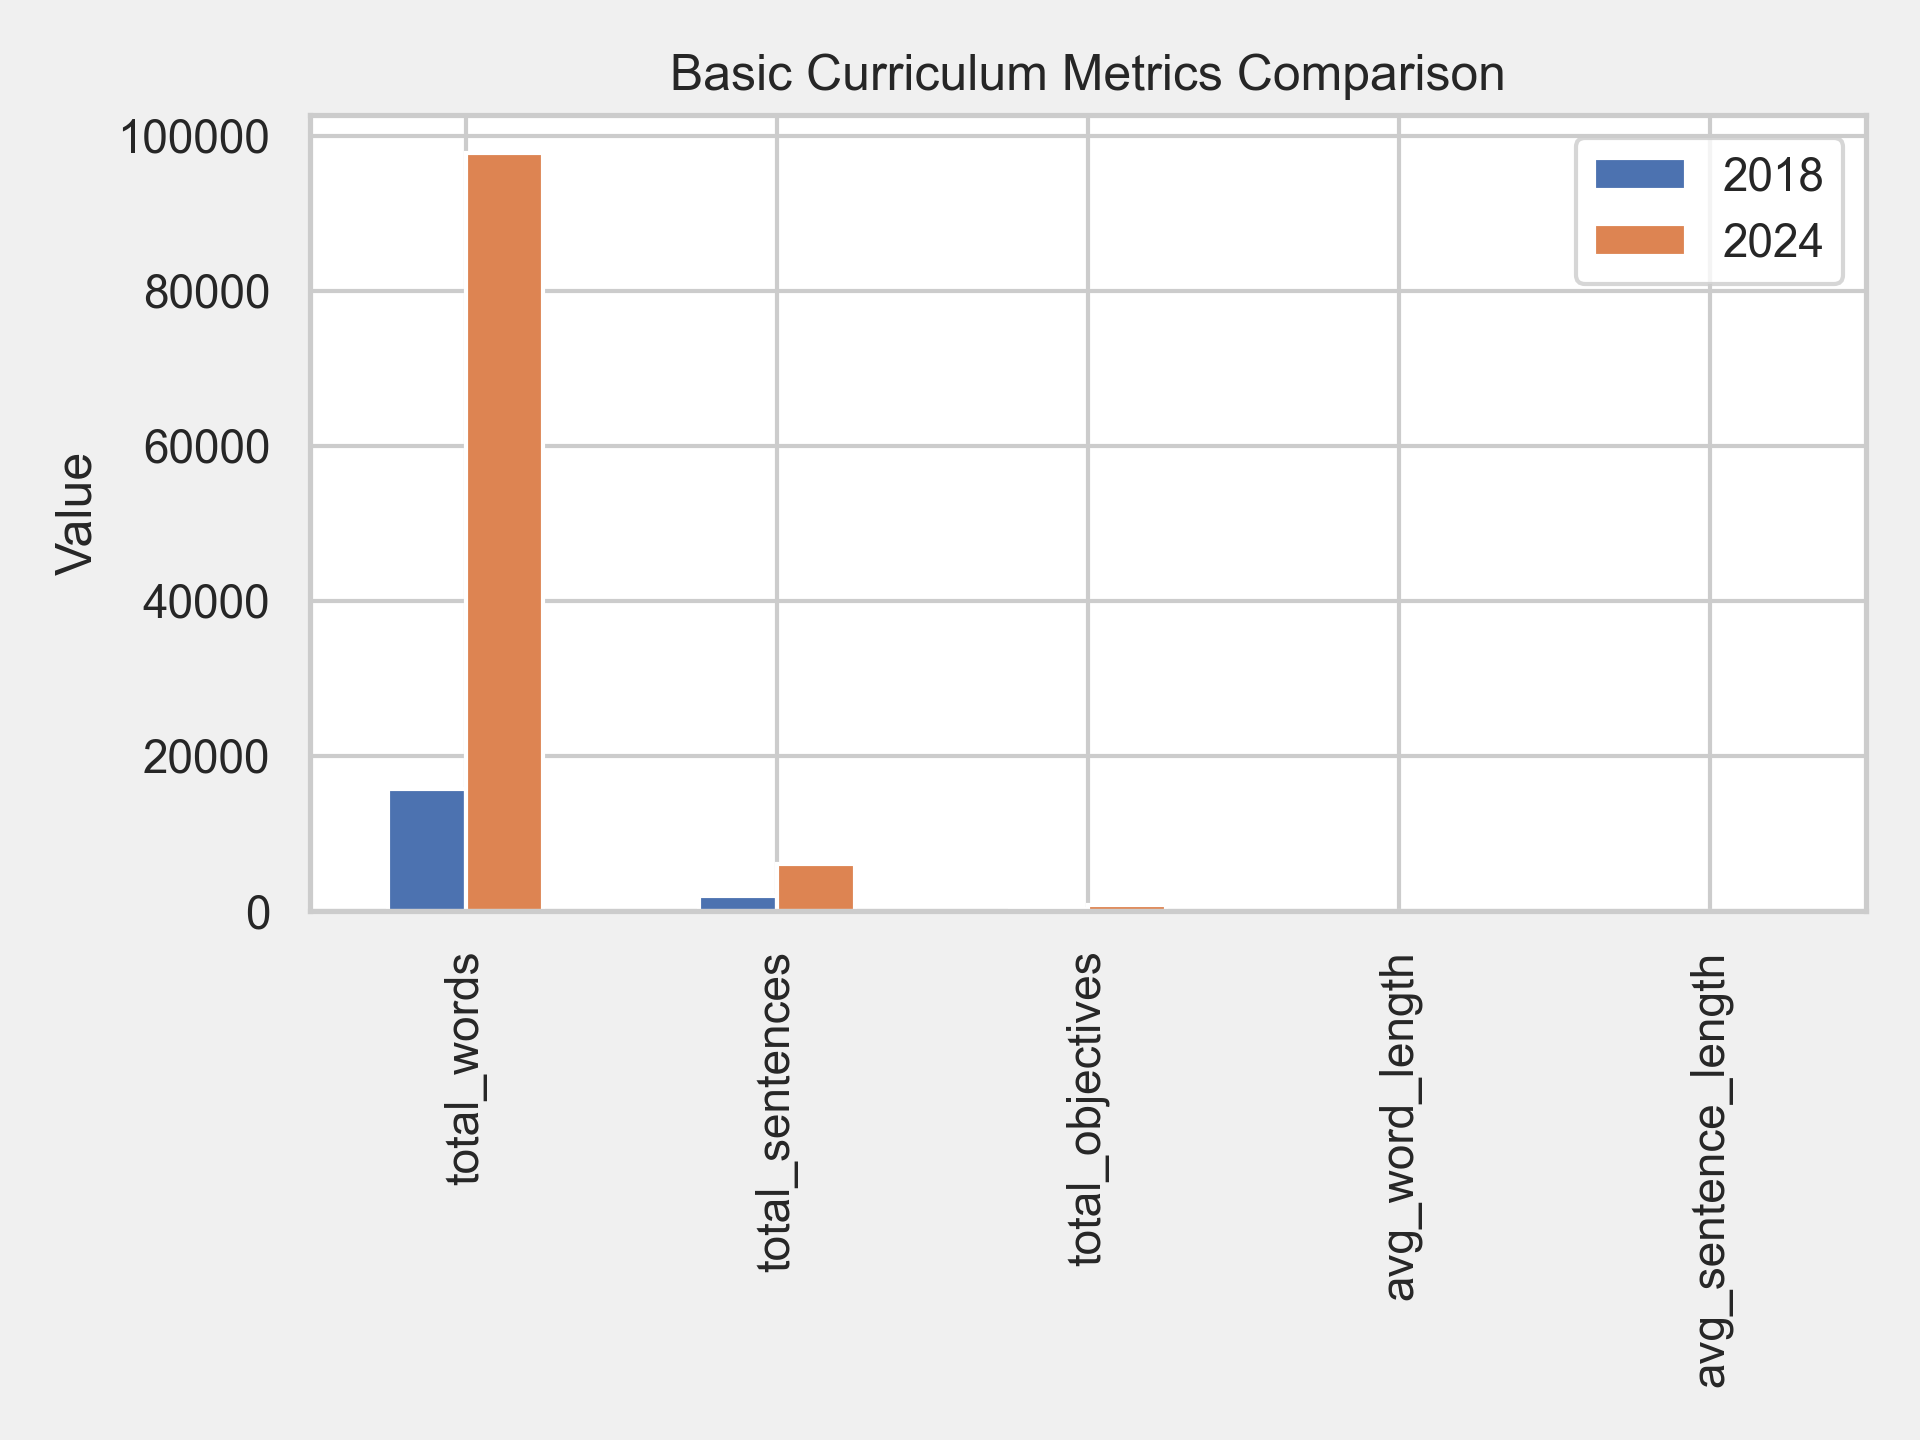 Basic Curriculum Metrics Comparison
100000
80000
60000
40000
20000
0
Value
2018
2024
total_words
total_sentences
total_objectives
avg_word_length
avg_sentence_length